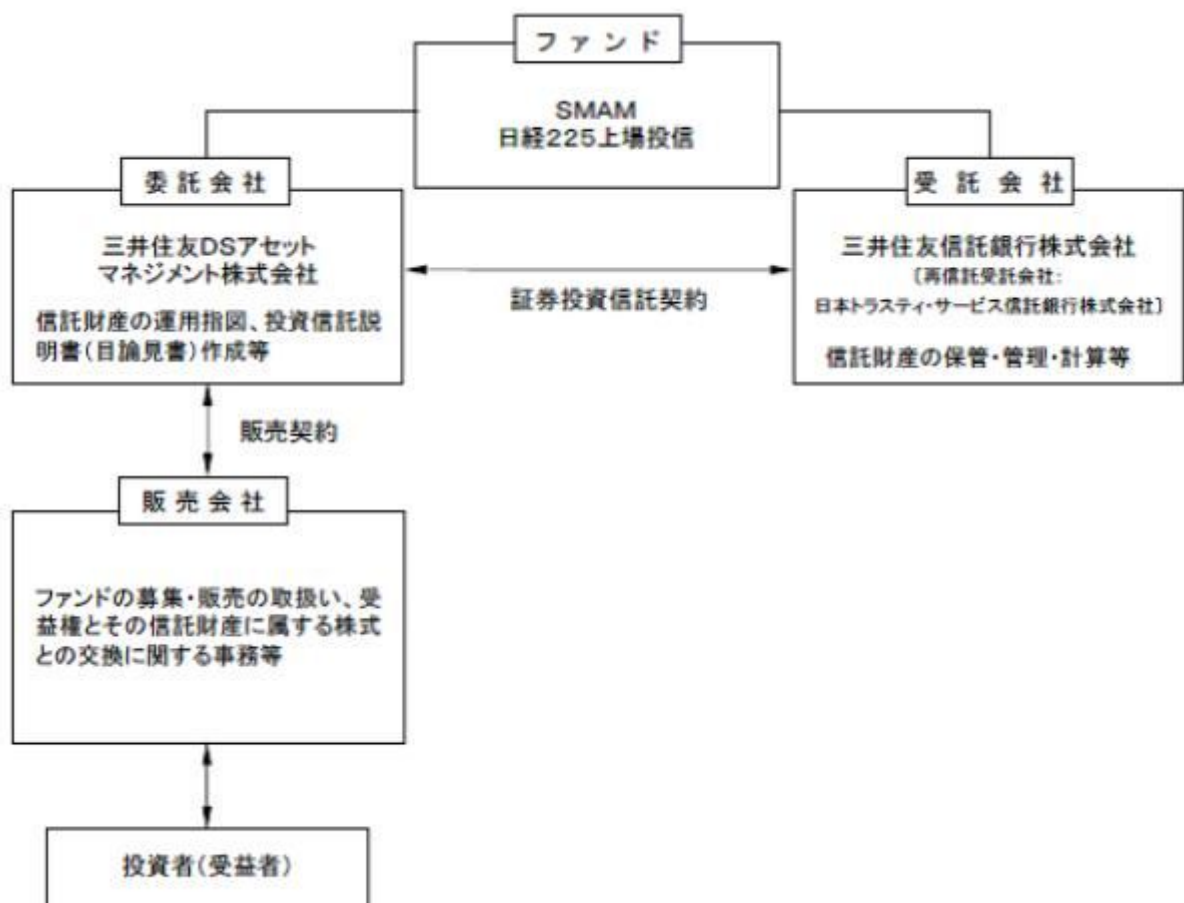 ファンド
SMAM
日経225上場投信
委託会社
三井住友DSアセット
マネジメント株式会社
信託財産の運用指図、投資信託説
明書(目論見書)作成等
証券投資信託契約
受託会社
三井住友信託銀行株式会社
〔再信託受託会社:
日本トラスティ・サービス信託銀行株式会社〕
信託財産の保管・管理・計算等
販売契約
販売会社
ファンドの募集・販売の取扱い、受
益権とその信託財産に属する株式
との交換に関する事務等
投資者(受益者)